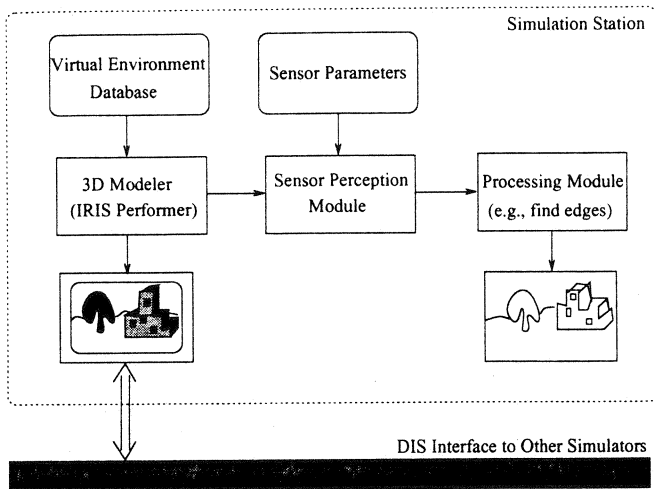 Simulation Station
Virtual Environment
Database
Sensor Parameters
3D Modeler
(IRIS Performer)
Sensor Perception
Module
Processing Module
(e.g., find edges)
DIS Interface to Other Simulators